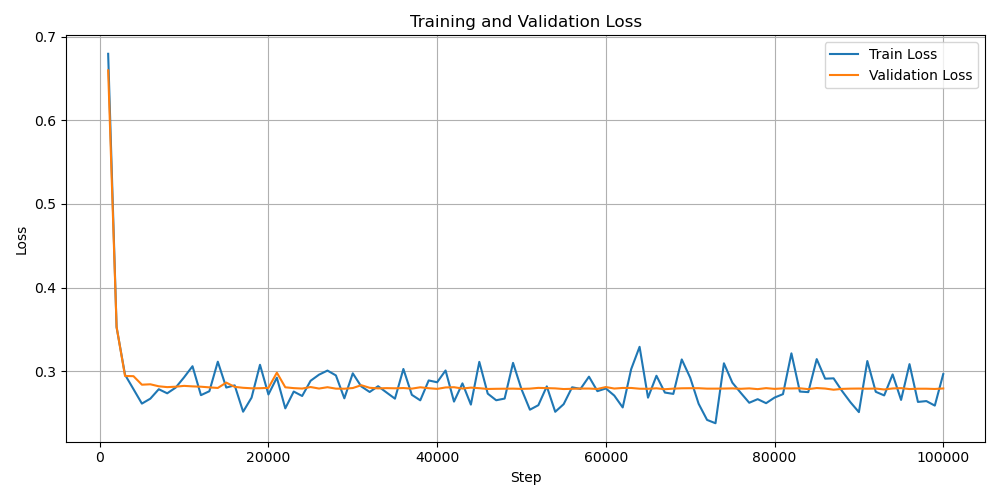 Training and Validation Loss
Train Loss
Validation Loss
Loss
0.7
0.6
0.5
0.4
0.3
0
20000
40000
60000
80000
100000
Step